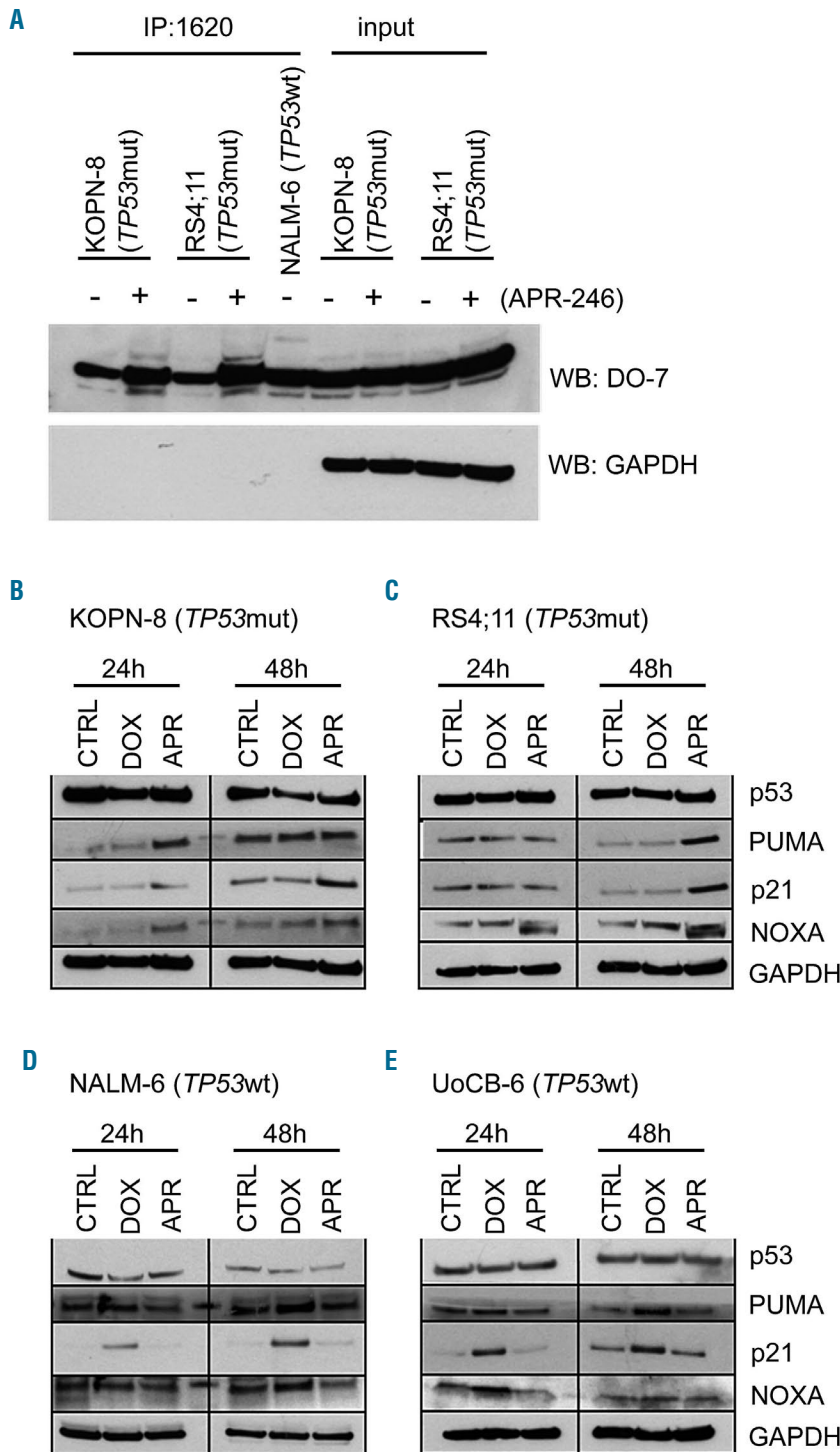 A
IP:1620 input
KOPN-8 (TP53mut)
RS4;11 (TP53mut)
NALM-6 (TP53wt)
KOPN-8 (TP53mut)
RS4;11 (TP53mut)
- + - + - - + - + (APR-246)
WB: DO-7
WB: GAPDH
B
KOPN-8 (TP53mut)
24h 48h
CTRL DOX APR CTRL DOX APR
C
RS4;11 (TP53mut)
24h 48h
CTRL DOX APR CTRL DOX APR
p53
PUMA
p21
NOXA
GAPDH
D
NALM-6 (TP53wt)
24h 48h
CTRL DOX APR CTRL DOX APR
E
UoCB-6 (TP53wt)
24h 48h
CTRL DOX APR CTRL DOX APR
p53
PUMA
p21
NOXA
GAPDH